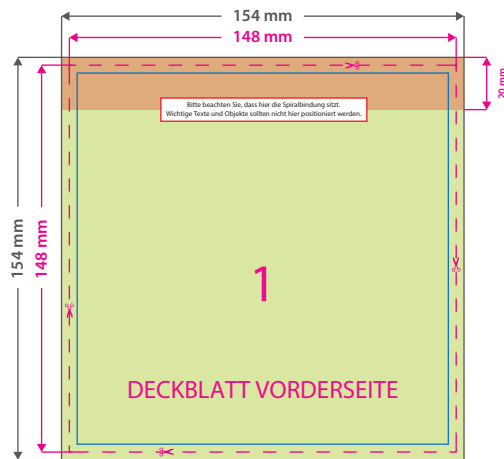 154 mm
148 mm
20 mm
Bitte beachten Sie, dass hier die Spiralbindung sitzt.
Wichtige Texte und Objekte sollten nicht hier positioniert werden.
154 mm
148 mm
1
DECKBLATT VORDERSEITE